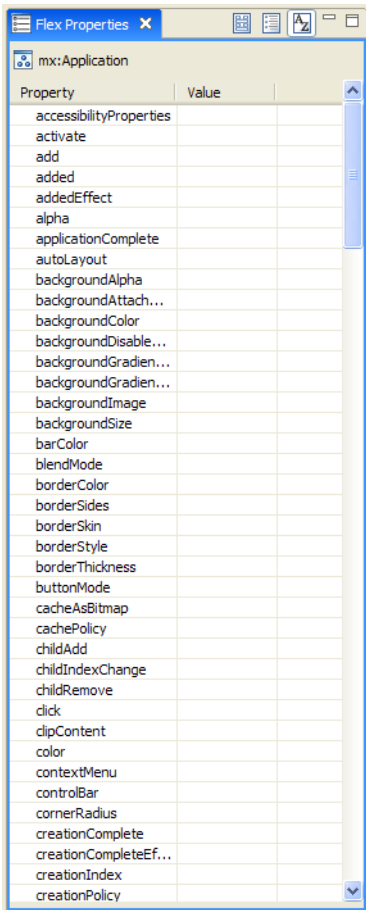 Flex Properties
A Z
mx:Application
Property Value
accessibilityProperties
activate
add
added
addedEffect
alpha
applicationComplete
autoLayout
backgroundAlpha
backgroundAttach...
backgroundColor
backgroundDisable...
backgroundGradien...
backgroundGradien...
backgroundImage
backgroundSize
barColor
blendMode
borderColor
borderSides
borderSkin
borderStyle
borderThickness
buttonMode
cacheAsBitmap
cachePolicy
childAdd
childIndexChange
childRemove
click
clipContent
color
contextMenu
controlBar
cornerRadius
creationComplete
creationCompleteEf...
creationIndex
creationPolicy